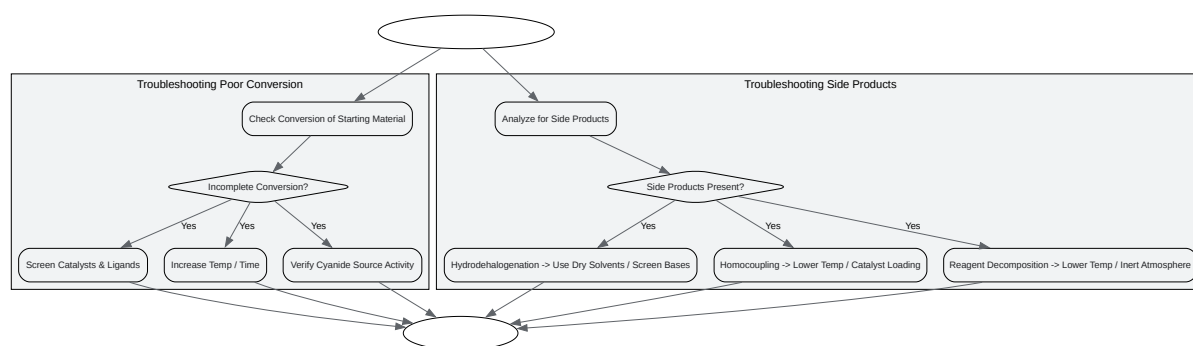 Troubleshooting Poor Conversion
Troubleshooting Side Products
Check Conversion of Starting Material
Analyze for Side Products
Incomplete Conversion?
Side Products Present?
Yes
Yes
Yes
Yes
Yes
Yes
Screen Catalysts & Ligands
Increase Temp / Time
Verify Cyanide Source Activity
Hydrodehalogenation -> Use Dry Solvents / Screen Bases
Homocoupling -> Lower Temp / Catalyst Loading
Reagent Decomposition -> Lower Temp / Inert Atmosphere